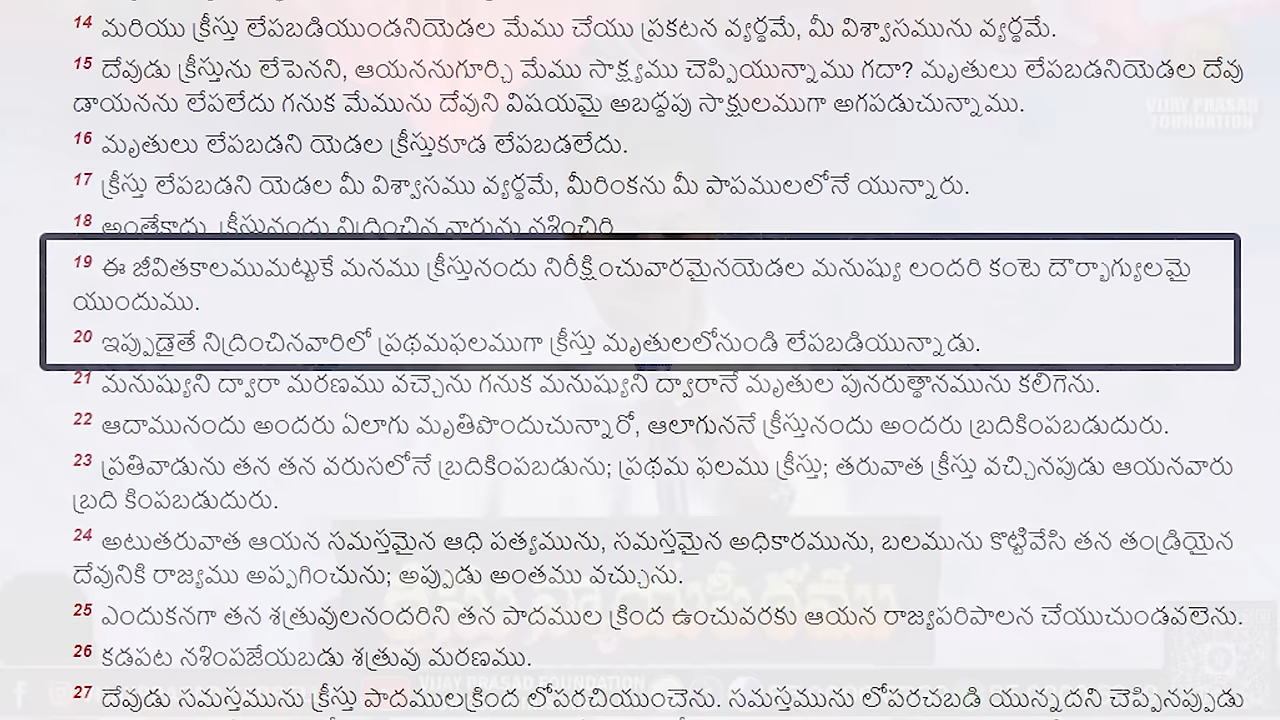 14 మరియు క్రీస్తు లేపబడియుండనియెడల మేము చేయు ప్రకటన వ్యర్థమే, మీ విశ్వాసమును వ్యర్థమే.
15 దేవుడు క్రీస్తును లేపెనని, ఆయననుగూర్చి మేము సాక్ష్యము చెప్పియున్నాము గదా? మృతులు లేపబడనియెడల దేవు
డాయనను లేపలేదు గనుక మేమును దేవుని విషయమై అబద్ధపు సాక్షులముగా అగపడుచున్నాము.
16 మృతులు లేపబడని యెడల క్రీస్తుకూడ లేపబడలేదు.
17 క్రీస్తు లేపబడని యెడల మీ విశ్వాసము వ్యర్థమే, మీరింకను మీ పాపములలోనే యున్నారు.
18 అంతేకాదు, క్రీస్తునందు నిద్రించిన వారును నశించిరి
19 ఈ జీవితకాలముమట్టుకే మనము క్రీస్తునందు నిరీక్షించువారమైనయెడల మనుష్యు లందరి కంటె దౌర్భాగ్యులమై
యుందుము.
20 ఇప్పుడైతే నిద్రించినవారిలో ప్రథమఫలముగా క్రీస్తు మృతులలోనుండి లేపబడియున్నాడు.
21 మనుష్యుని ద్వారా మరణము వచ్చెను గనుక మనుష్యుని ద్వారానే మృతుల పునరుత్థానమును కలిగెను.
22 ఆదామునందు అందరు ఏలాగు మృతిపొందుచున్నారో, ఆలాగుననే క్రీస్తునందు అందరు బ్రదికింపబడుదురు.
23 ప్రతివాడును తన తన వరుసలోనే బ్రదికింపబడును; ప్రథమ ఫలము క్రీస్తు; తరువాత క్రీస్తు వచ్చినపుడు ఆయనవారు
బ్రది కింపబడుదురు.
24 అటుతరువాత ఆయన సమస్తమైన ఆధి పత్యమును, సమస్తమైన అధికారమును, బలమును కొట్టివేసి తన తండ్రియైన
దేవునికి రాజ్యము అప్పగించును; అప్పుడు అంతము వచ్చును.
25 ఎందుకనగా తన శత్రువులనందరిని తన పాదముల క్రింద ఉంచువరకు ఆయన రాజ్యపరిపాలన చేయుచుండవలెను.
26 కడపట నశింపజేయబడు శత్రువు మరణము.
27 దేవుడు సమస్తమును క్రీస్తు పాదములక్రింద లోపరచియుంచెను. సమస్తమును లోపరచబడి యున్నదని చెప్పినప్పుడు
VIJAY PRASAD
FOUNDATION
VIJAY PRASAD FOUNDATION